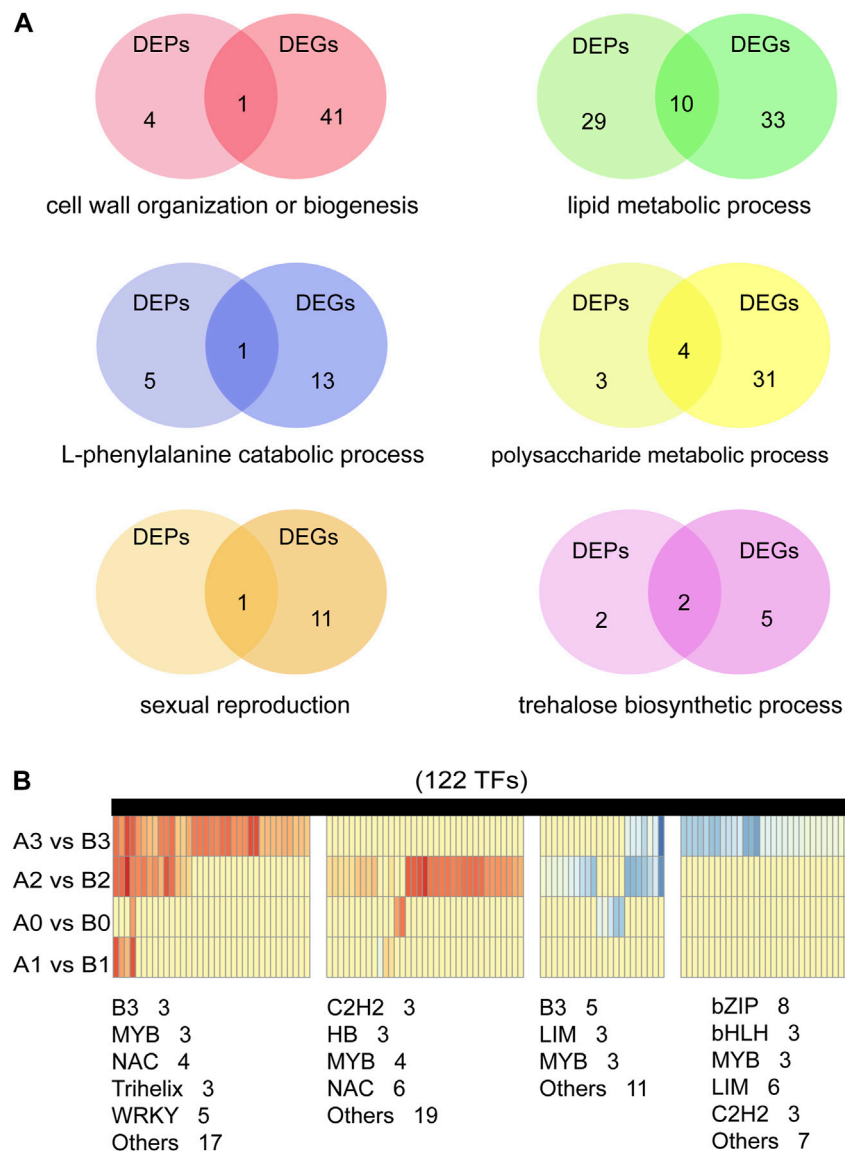 A
DEPs DEGs
4 1 41
cell wall organization or biogenesis
DEPs DEGs
29 10 33
lipid metabolic process
DEPs DEGs
5 1 13
L-phenylalanine catabolic process
DEPs DEGs
3 4 31
polysaccharide metabolic process
DEPs DEGs
1 11
sexual reproduction
DEPs DEGs
2 2 5
trehalose biosynthetic process
B
(122 TFs)
A3 vs B3
A2 vs B2
A0 vs B0
A1 vs B1
B3 3
MYB 3
NAC 4
Trihelix 3
WRKY 5
Others 17
C2H2 3
HB 3
MYB 4
NAC 6
Others 19
B3 5
LIM 3
MYB 3
Others 11
bZIP 8
bHLH 3
MYB 3
LIM 6
C2H2 3
Others 7